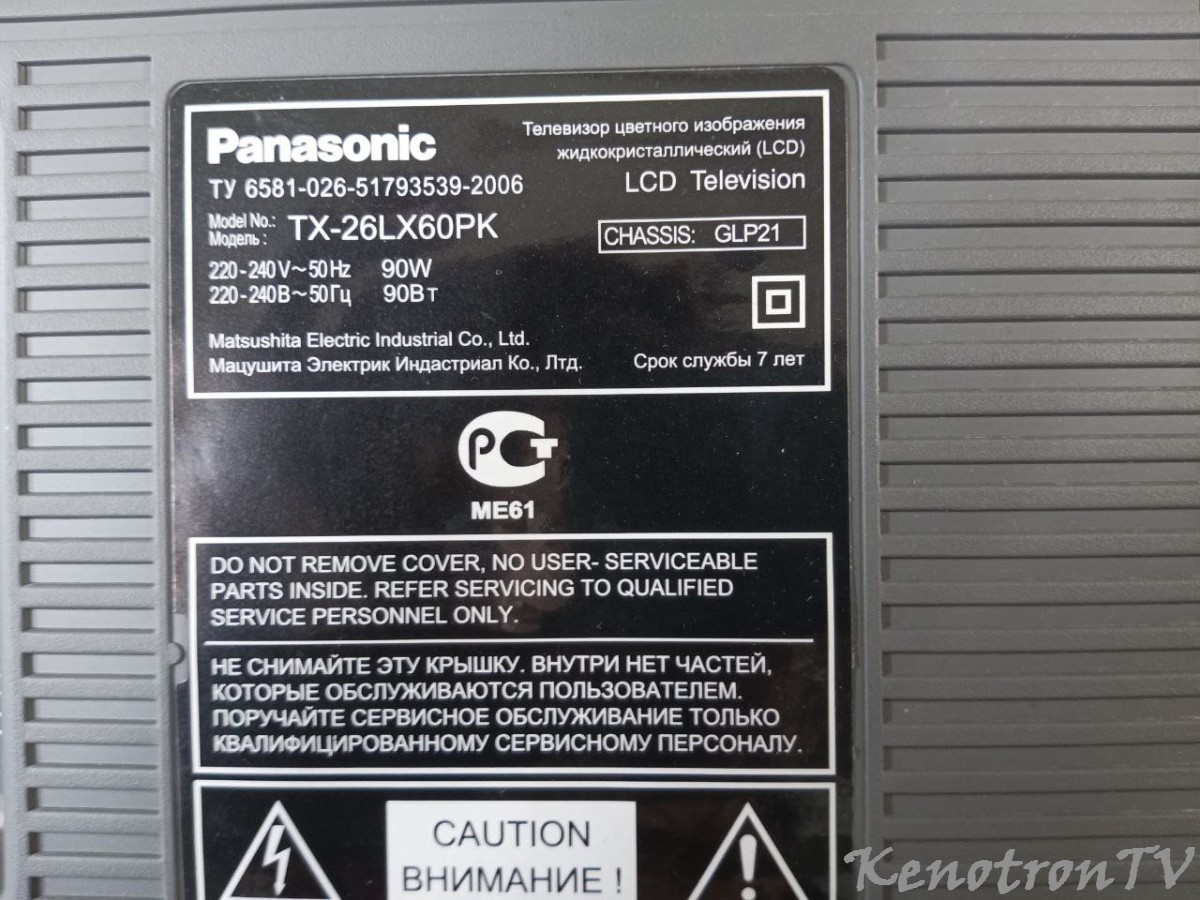 Panasonic
Телевизор цветного изображения
жидкокристаллический (LCD)
ТУ 6581-026-51793539-2006
LCD Television
Model No.:
Модель :
TX-26LX60PK
CHASSIS: GLP21
220-240V~50Hz 90W
220-240В~50Гц 90Вт
Matsushita Electric Industrial Co., Ltd.
Мацушита Электрик Индастриал Ко., Лтд.
Срок службы 7 лет
РСТ
ME61
DO NOT REMOVE COVER, NO USER- SERVICEABLE
PARTS INSIDE. REFER SERVICING TO QUALIFIED
SERVICE PERSONNEL ONLY.
НЕ СНИМАЙТЕ ЭТУ КРЫШКУ. ВНУТРИ НЕТ ЧАСТЕЙ,
КОТОРЫЕ ОБСЛУЖИВАЮТСЯ ПОЛЬЗОВАТЕЛЕМ.
ПОРУЧАЙТЕ СЕРВИСНОЕ ОБСЛУЖИВАНИЕ ТОЛЬКО
КВАЛИФИЦИРОВАННОМУ СЕРВИСНОМУ ПЕРСОНАЛУ.
CAUTION
ВНИМАНИЕ !
KenotronTV